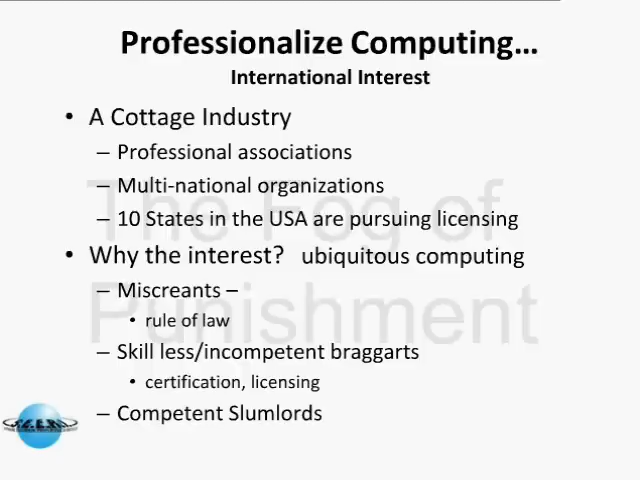 Professionalize Computing…
International Interest
• A Cottage Industry
– Professional associations
– Multi-national organizations
– 10 States in the USA are pursuing licensing
• Why the interest? ubiquitous computing
– Miscreants –
• rule of law
– Skill less/incompetent braggarts
• certification, licensing
– Competent Slumlords
The Fog of
Punishment